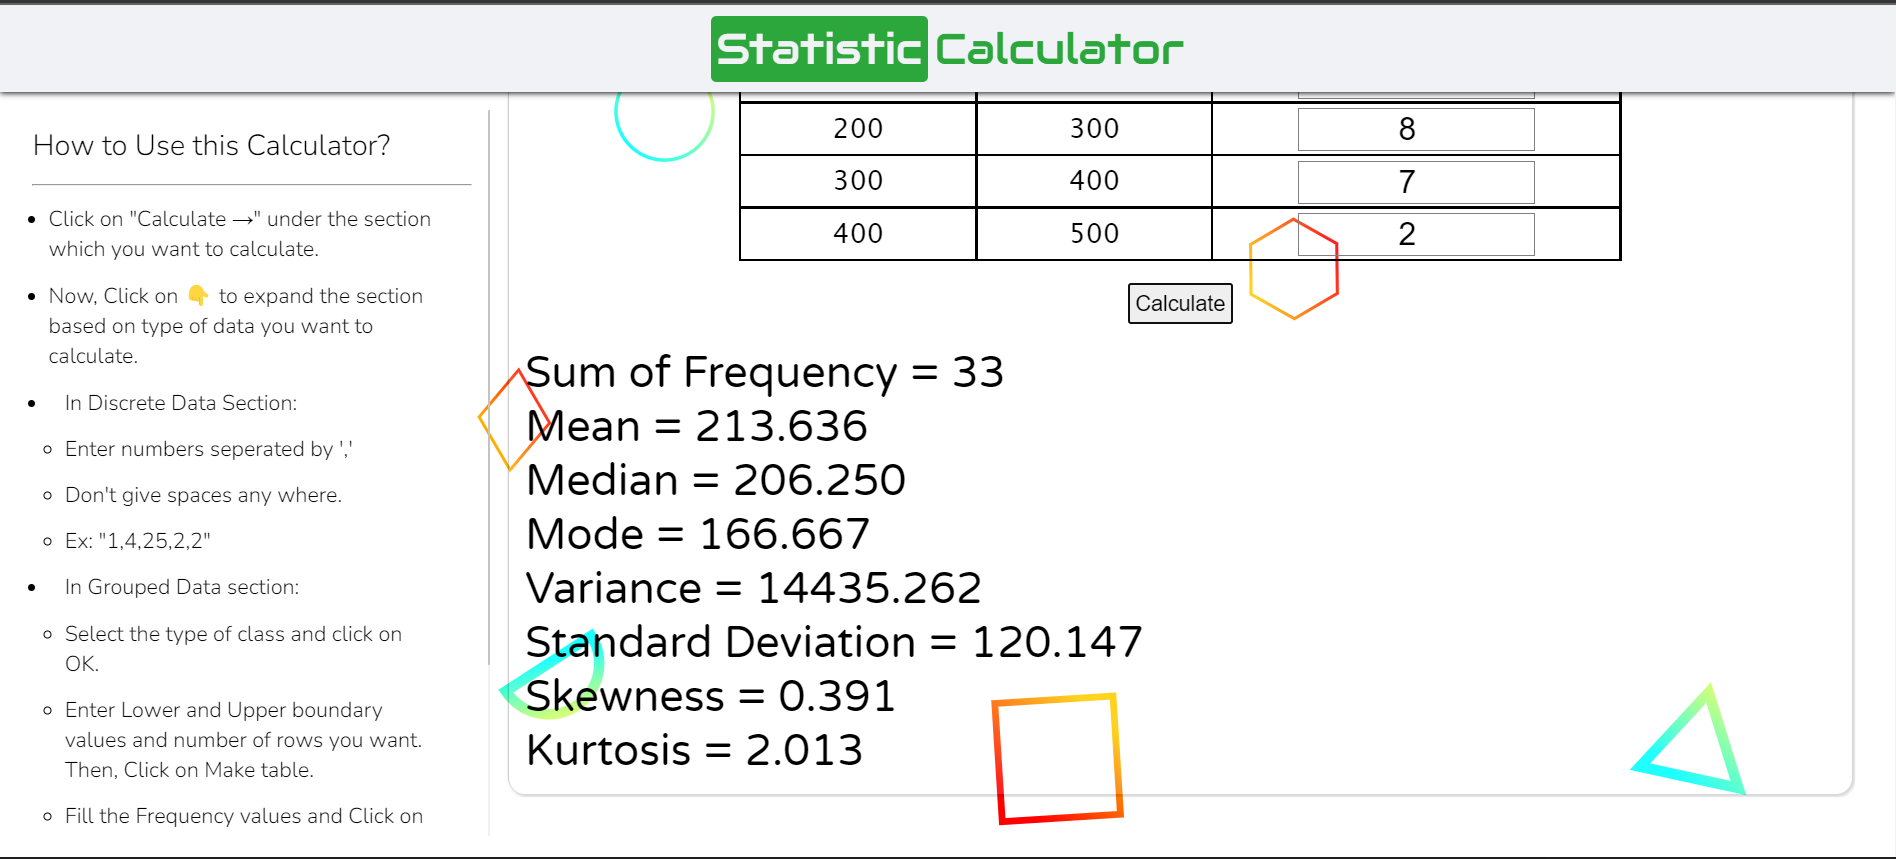 Statistic Calculator
How to Use this Calculator?
Click on "Calculate →" under the section
which you want to calculate.
Now, Click on 👇 to expand the section
based on type of data you want to
calculate.
In Discrete Data Section:
Enter numbers seperated by ','
Don't give spaces any where.
Ex: "1,4,25,2,2"
In Grouped Data section:
Select the type of class and click on
OK.
Enter Lower and Upper boundary
values and number of rows you want.
Then, Click on Make table.
Fill the Frequency values and Click on
200 300 8
300 400 7
400 500 2
Calculate
Sum of Frequency = 33
Mean = 213.636
Median = 206.250
Mode = 166.667
Variance = 14435.262
Standard Deviation = 120.147
Skewness = 0.391
Kurtosis = 2.013